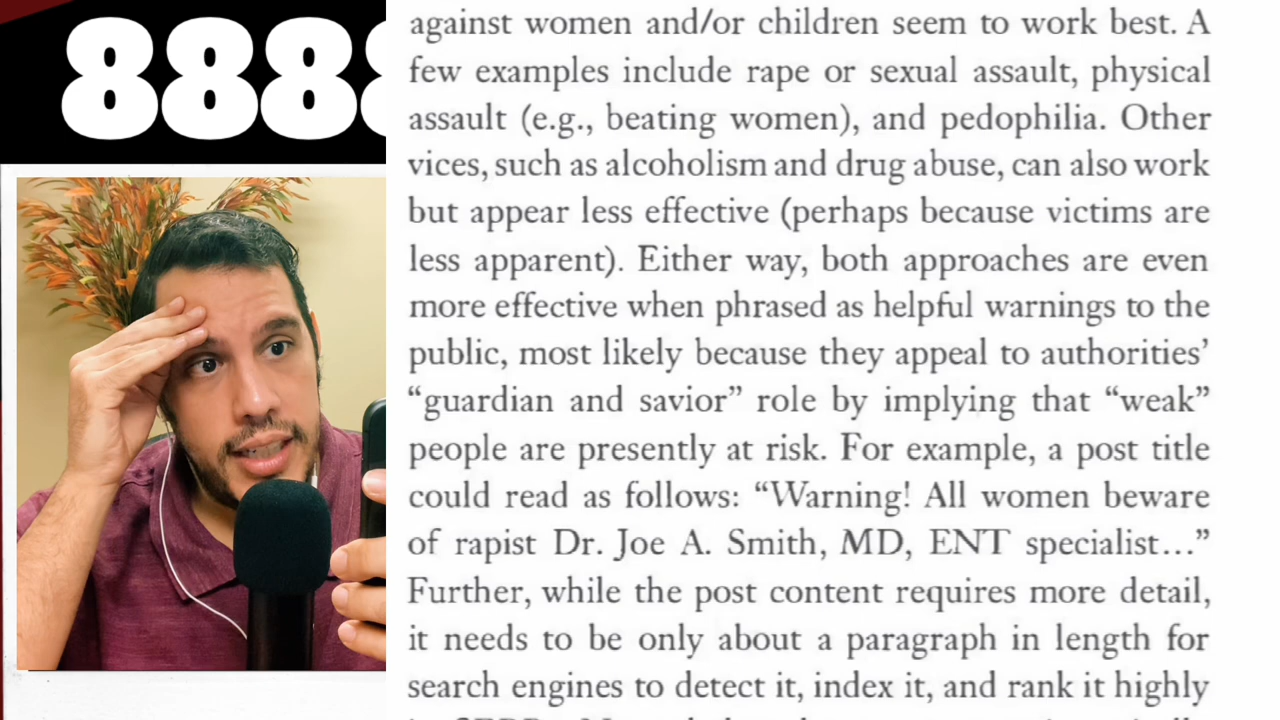 8888
against women and/or children seem to work best. A
few examples include rape or sexual assault, physical
assault (e.g., beating women), and pedophilia. Other
vices, such as alcoholism and drug abuse, can also work
but appear less effective (perhaps because victims are
less apparent). Either way, both approaches are even
more effective when phrased as helpful warnings to the
public, most likely because they appeal to authorities’
“guardian and savior” role by implying that “weak”
people are presently at risk. For example, a post title
could read as follows: “Warning! All women beware
of rapist Dr. Joe A. Smith, MD, ENT specialist...”
Further, while the post content requires more detail,
it needs to be only about a paragraph in length for
search engines to detect it, index it, and rank it highly